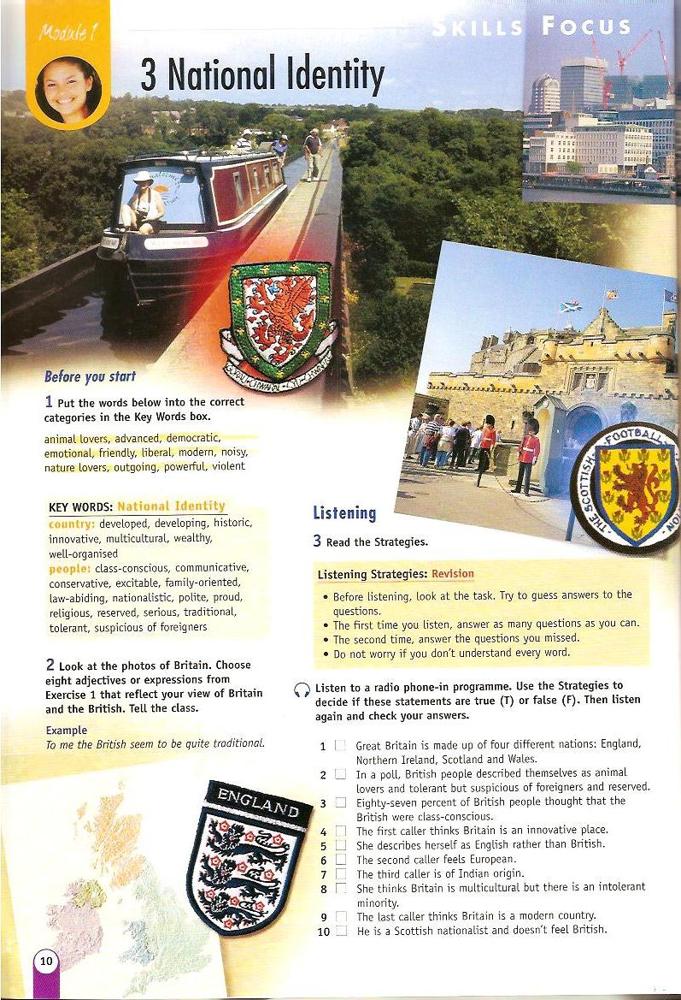 Module 1
SKILLS FOCUS
3 National Identity
Before you start
1 Put the words below into the correct
categories in the Key Words box.
animal lovers, advanced, democratic,
emotional, friendly, liberal, modern, noisy,
nature lovers, outgoing, powerful, violent
KEY WORDS: National Identity
country: developed, developing, historic,
innovative, multicultural, wealthy,
well-organised
people: class-conscious, communicative,
conservative, excitable, family-oriented,
law-abiding, nationalistic, polite, proud,
religious, reserved, serious, traditional,
tolerant, suspicious of foreigners
2 Look at the photos of Britain. Choose
eight adjectives or expressions from
Exercise 1 that reflect your view of Britain
and the British. Tell the class.
Example
To me the British seem to be quite traditional.
ENGLAND
10
THE SCOTTISH FOOTBALL
Listening
3 Read the Strategies.
Listening Strategies: Revision
• Before listening, look at the task. Try to guess answers to the
questions.
• The first time you listen, answer as many questions as you can.
• The second time, answer the questions you missed.
• Do not worry if you don't understand every word.
Listen to a radio phone-in programme. Use the Strategies to
decide if these statements are true (T) or false (F). Then listen
again and check your answers.
1 Great Britain is made up of four different nations: England,
Northern Ireland, Scotland and Wales.
2 In a poll, British people described themselves as animal
lovers and tolerant but suspicious of foreigners and reserved.
3 Eighty-seven percent of British people thought that the
British were class-conscious.
4 The first caller thinks Britain is an innovative place.
5 She describes herself as English rather than British.
6 The second caller feels European.
7 The third caller is of Indian origin.
8 She thinks Britain is multicultural but there is an intolerant
minority.
9 The last caller thinks Britain is a modern country.
10 He is a Scottish nationalist and doesn't feel British.